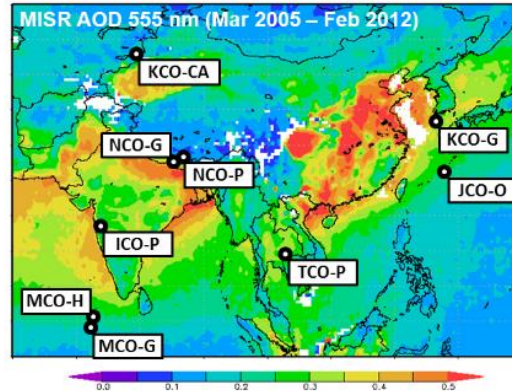 MISR AOD 555 nm (Mar 2005 – Feb 2012)
KCO-CA
NCO-G
KCO-G
NCO-P
JCO-O
ICO-P
TCO-P
MCO-H
MCO-G
0.0 0.1 0.2 0.3 0.4 0.5